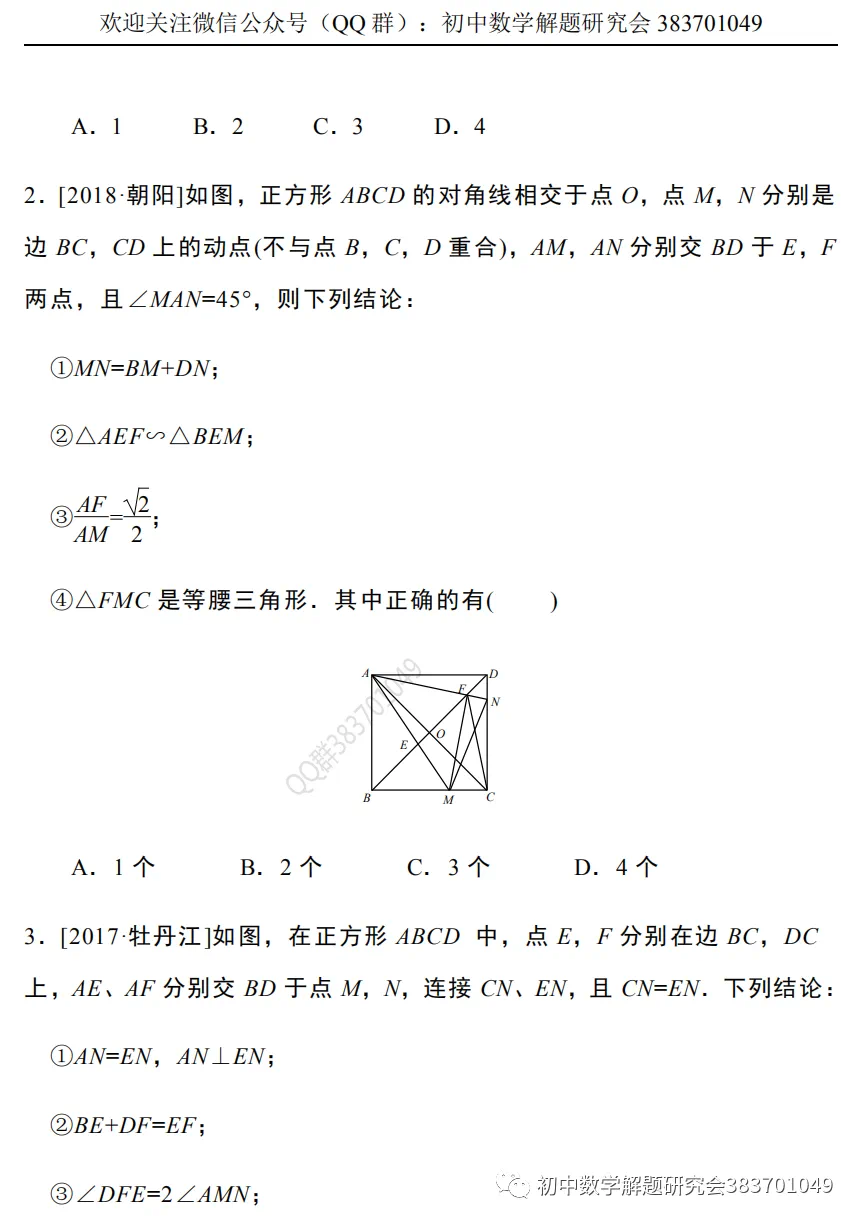 欢迎关注微信公众号（QQ 群）：初中数学解题研究会 383701049
A．1 B．2 C．3 D．4
2．[2018·朝阳]如图，正方形 ABCD 的对角线相交于点 O，点 M，N 分别是
边 BC，CD 上的动点(不与点 B，C，D 重合)，AM，AN 分别交 BD 于 E，F
两点，且∠MAN=45°，则下列结论：
①MN=BM+DN；
②△AEF∽△BEM；
③AF/AM=√2/2；
④△FMC 是等腰三角形．其中正确的有( )
A D
F
N
O
E
B M C
QQ群383701049
A．1 个 B．2 个 C．3 个 D．4 个
3．[2017·牡丹江]如图，在正方形 ABCD 中，点 E，F 分别在边 BC，DC
上，AE、AF 分别交 BD 于点 M，N，连接 CN、EN，且 CN=EN．下列结论：
①AN=EN，AN⊥EN；
②BE+DF=EF；
③∠DFE=2∠AMN；
初中数学解题研究会383701049